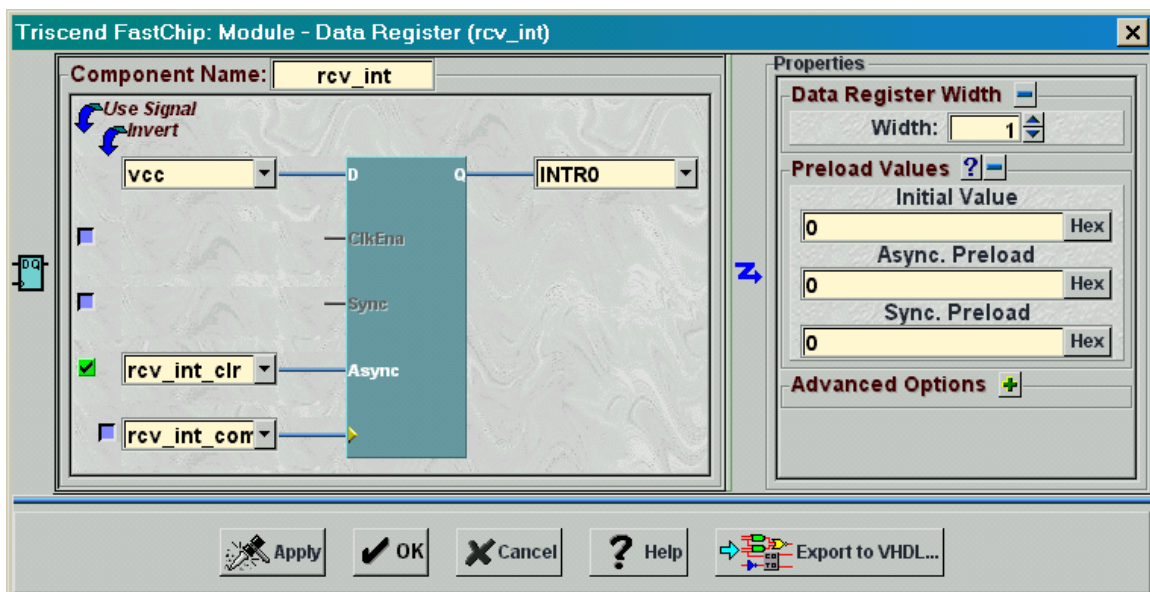 Triscend FastChip: Module - Data Register (rcv_int)
Component Name: rcv_int
Use Signal
Invert
vcc
D
Q
INTR0
ClkEna
Sync
rcv_int_clr
Async
rcv_int_com
DQ
Properties
Data Register Width
Width: 1
Preload Values ?
Initial Value
0 Hex
Async. Preload
0 Hex
Sync. Preload
0 Hex
Advanced Options
Apply
OK
Cancel
? Help
Export to VHDL...